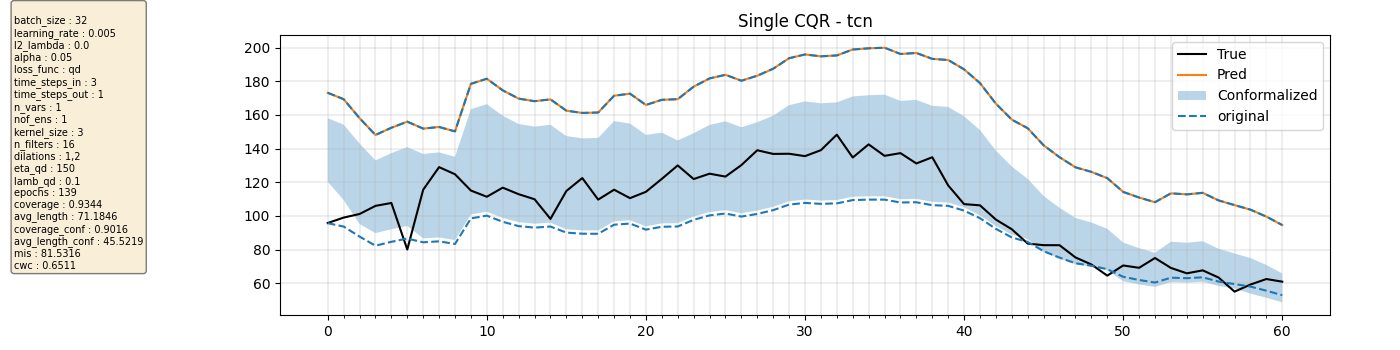 batch_size : 32
learning_rate : 0.005
l2_lambda : 0.0
alpha : 0.05
loss_func : qd
time_steps_in : 3
time_steps_out : 1
n_vars : 1
nof_ens : 1
kernel_size : 3
n_filters : 16
dilations : 1,2
eta_qd : 150
lamb_qd : 0.1
epochs : 139
coverage : 0.9344
avg_length : 71.1846
coverage_conf : 0.9016
avg_length_conf : 45.5219
mis : 81.5316
cwc : 0.6511
Single CQR - tcn
200
180
160
140
120
100
80
60
0 10 20 30 40 50 60
True
Pred
Conformalized
original